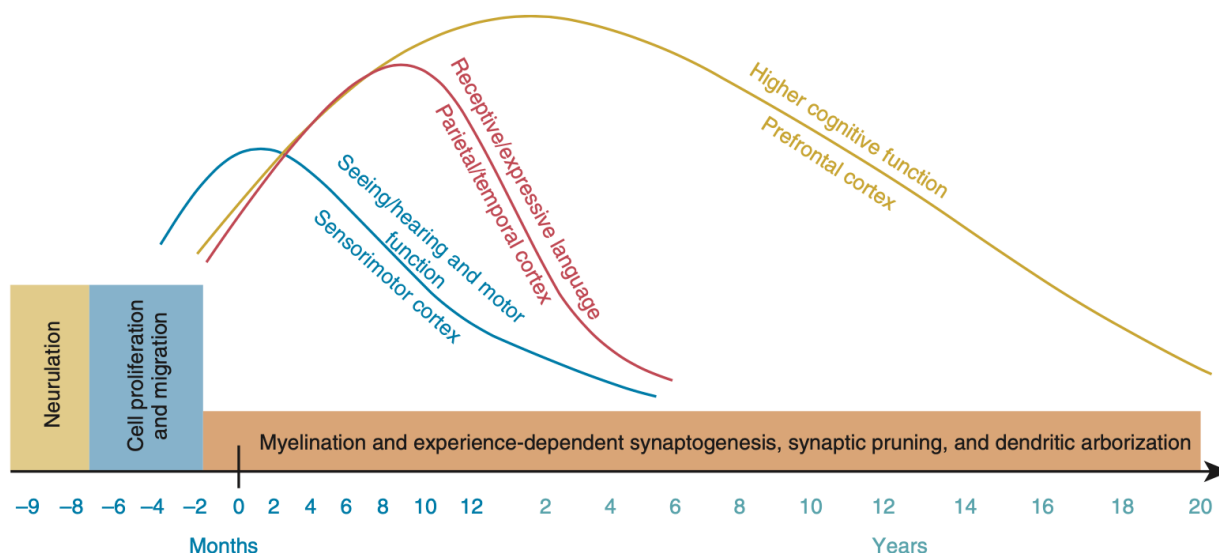 Higher cognitive function
Prefrontal cortex
Receptive/expressive language
Parietal/temporal cortex
Seeing/hearing and motor
function
Sensorimotor cortex
Neurulation
Cell proliferation
and migration
Myelination and experience-dependent synaptogenesis, synaptic pruning, and dendritic arborization
–9 –8 –6 –4 –2 0 2 4 6 8 10 12 2 4 6 8 10 12 14 16 18 20
Months Years